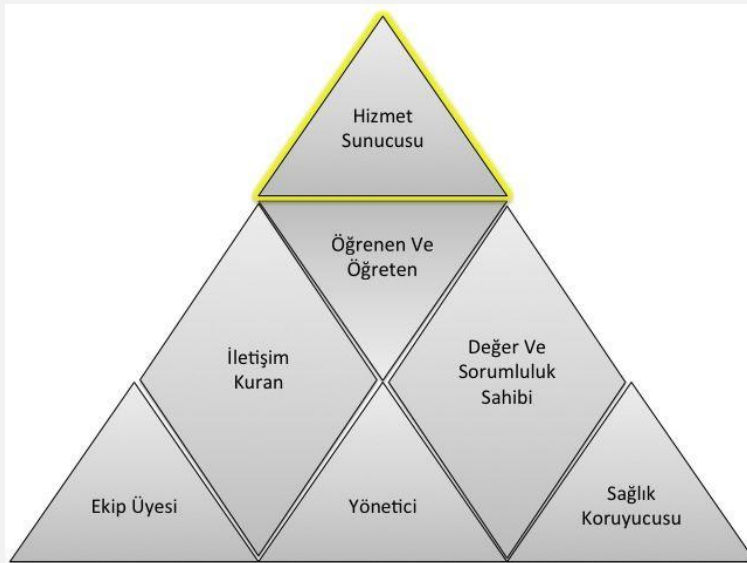 Hizmet
Sunucusu
Öğrenen Ve
Öğreten
İletişim
Kuran
Değer Ve
Sorumluluk
Sahibi
Ekip Üyesi
Yönetici
Sağlık
Koruyucusu